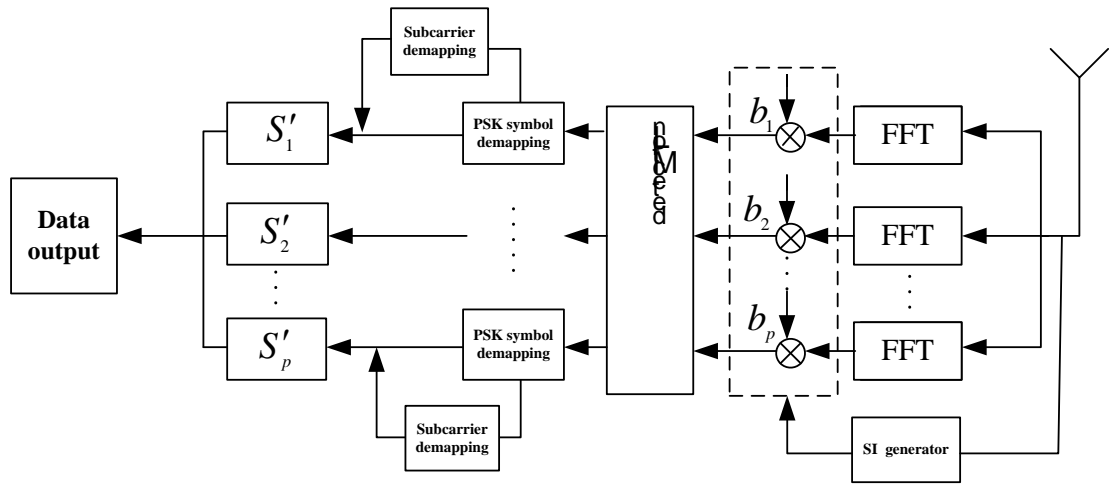 Subcarrier
demapping
PSK symbol
demapping
S′1
b1
FFT
Data
output
S′2
b2
FFT
S′p
PSK symbol
demapping
bp
FFT
Subcarrier
demapping
SI generator